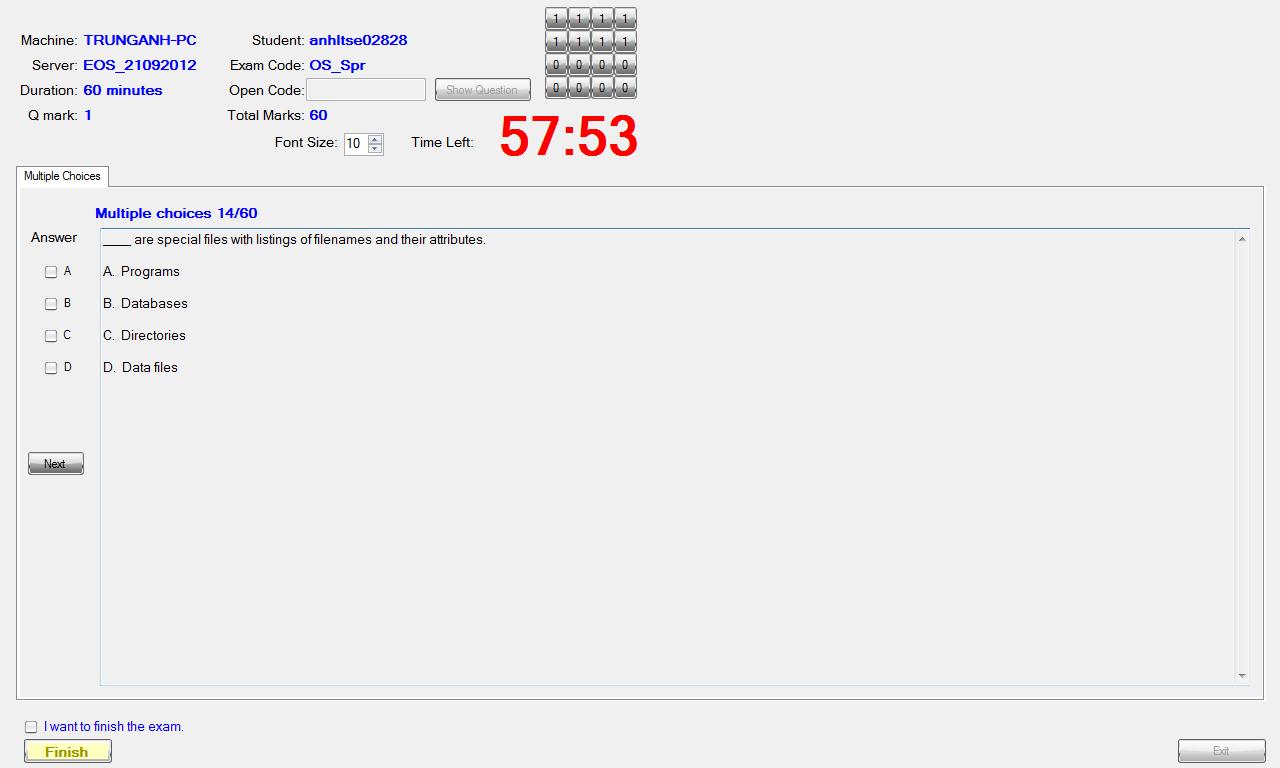 1 1 1 1
Machine: TRUNGANH-PC Student: anhltse02828 1 1 1 1
Server: EOS_21092012 Exam Code: OS_Spr 0 0 0 0
Duration: 60 minutes Open Code: Show Question 0 0 0 0
Q mark: 1 Total Marks: 60
Font Size: 10 Time Left: 57:53
Multiple Choices
Multiple choices 14/60
Answer ____ are special files with listings of filenames and their attributes.
A A. Programs
B B. Databases
C C. Directories
D D. Data files
Next
I want to finish the exam.
Finish Exit